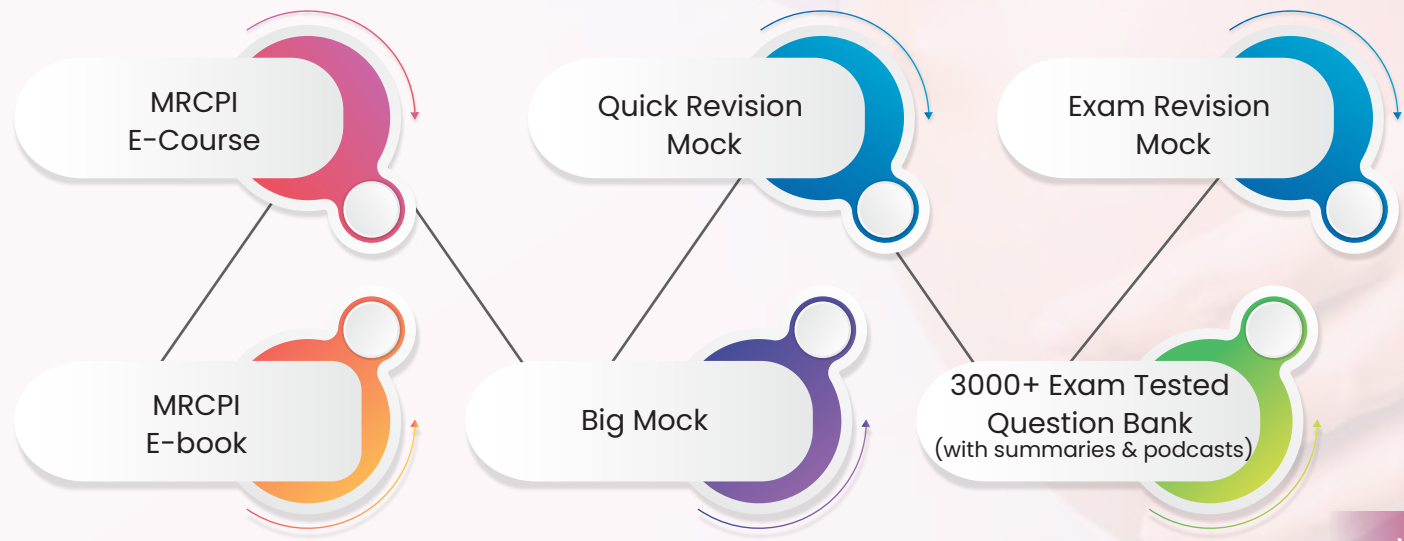 MRCPI
E-Course
Quick Revision
Mock
Exam Revision
Mock
MRCPI
E-book
Big Mock
3000+ Exam Tested
Question Bank
(with summaries & podcasts)